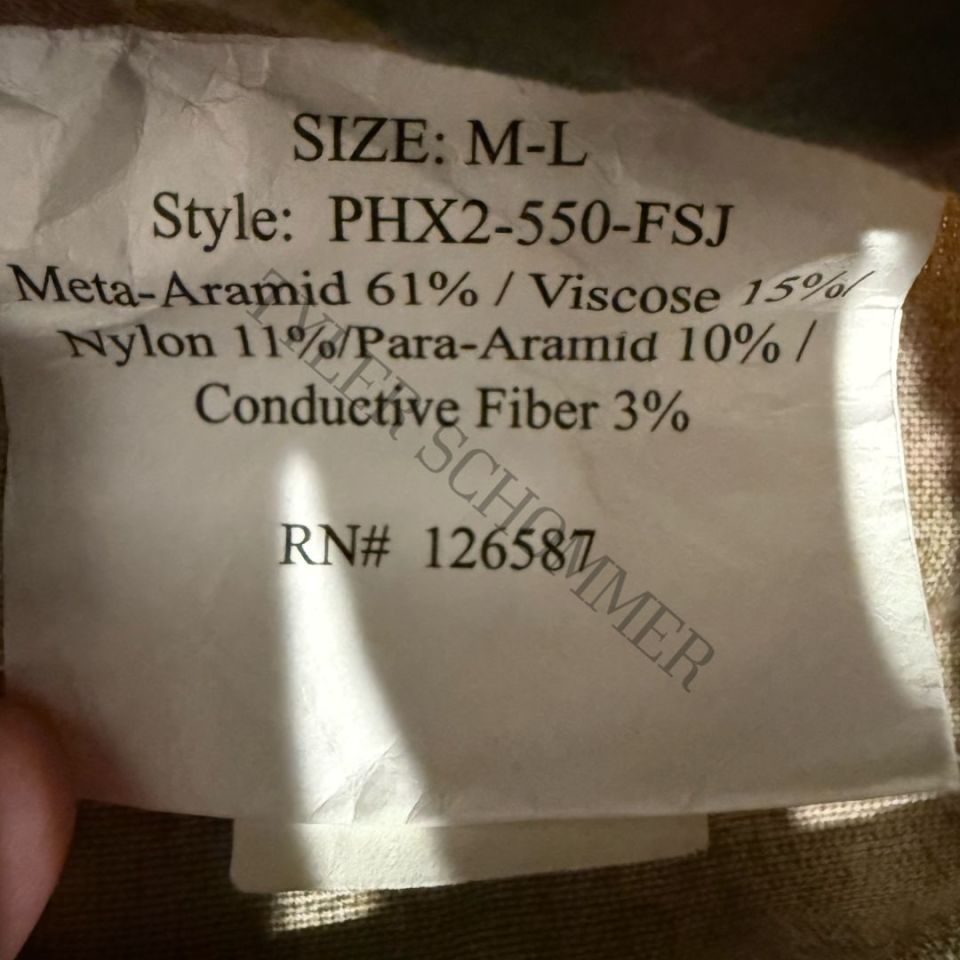 SIZE: M-L
Style: PHX2-550-FSJ
Meta-Aramid 61% / Viscose 15%/
Nylon 11%/Para-Aramid 10% /
Conductive Fiber 3%
RN# 126587
TYLER SCHOMMER